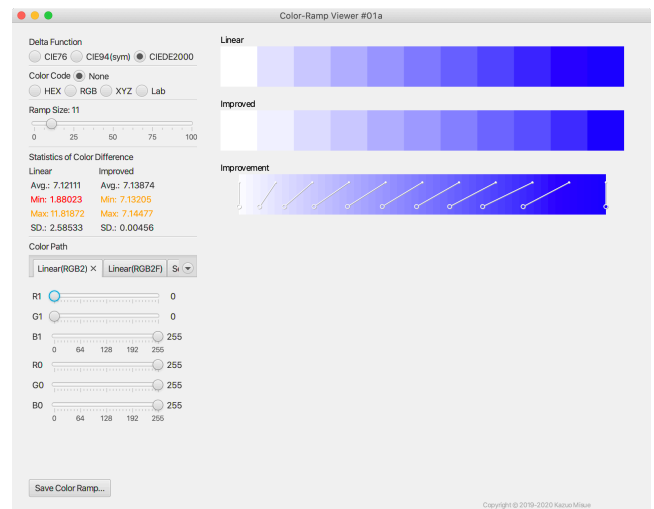 Color-Ramp Viewer #01a
Delta Function
CIE76 CIE94(sym) CIEDE2000
Color Code None
HEX RGB XYZ Lab
Ramp Size: 11
0 25 50 75 100
Statistics of Color Difference
Linear Improved
Avg.: 7.12111 Avg.: 7.13874
Min: 1.88023 Min: 7.13205
Max: 11.81872 Max: 7.14477
SD.: 2.58533 SD.: 0.00456
Color Path
Linear(RGB2) × Linear(RGB2F) S
R1 0
G1 0
B1 255
0 64 128 192 255
R0 255
G0 255
B0 255
0 64 128 192 255
Save Color Ramp...
Linear
Improved
Improvement
Copyright © 2019-2020 Kazuo Misue